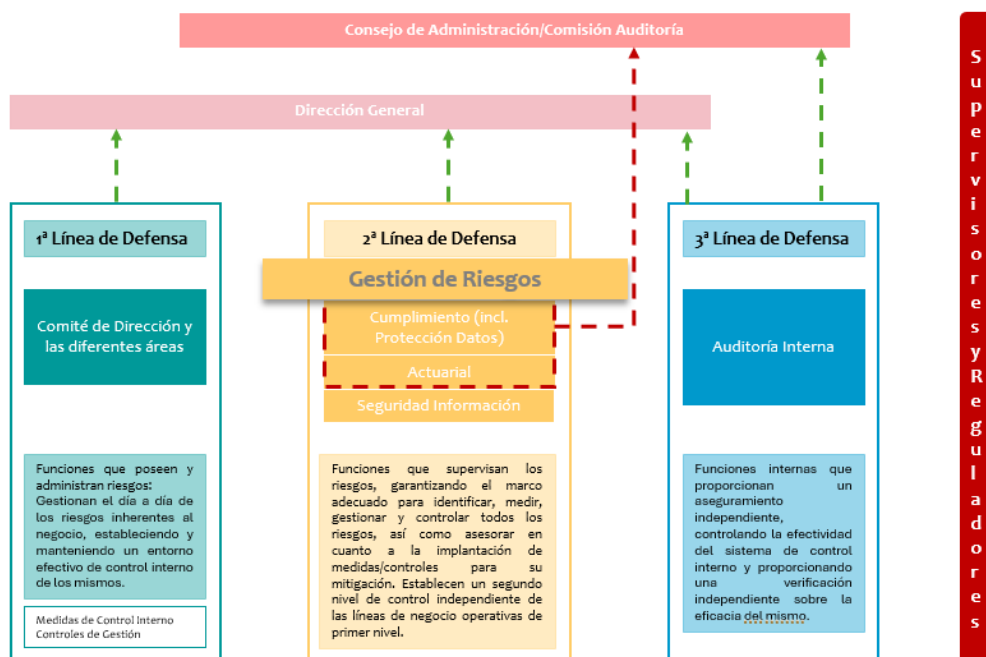 Consejo de Administración/Comisión Auditoría
Dirección General
1ª Línea de Defensa
Comité de Dirección y
las diferentes áreas
Funciones que poseen y
administran riesgos:
Gestionan el día a día de
los riesgos inherentes al
negocio, estableciendo y
manteniendo un entorno
efectivo de control interno
de los mismos.
Medidas de Control Interno
Controles de Gestión
2ª Línea de Defensa
Gestión de Riesgos
Cumplimiento (incl.
Protección Datos)
Actuarial
Seguridad Información
Funciones que supervisan los
riesgos, garantizando el marco
adecuado para identificar, medir,
gestionar y controlar todos los
riesgos, así como asesorar en
cuanto a la implantación de
medidas/controles para su
mitigación. Establecen un segundo
nivel de control independiente de
las líneas de negocio operativas de
primer nivel.
3ª Línea de Defensa
Auditoría Interna
Funciones internas que
proporcionan un
aseguramiento
independiente,
controlando la efectividad
del sistema de control
interno y proporcionando
una verificación
independiente sobre la
eficacia del mismo.
Supervisores y Reguladores